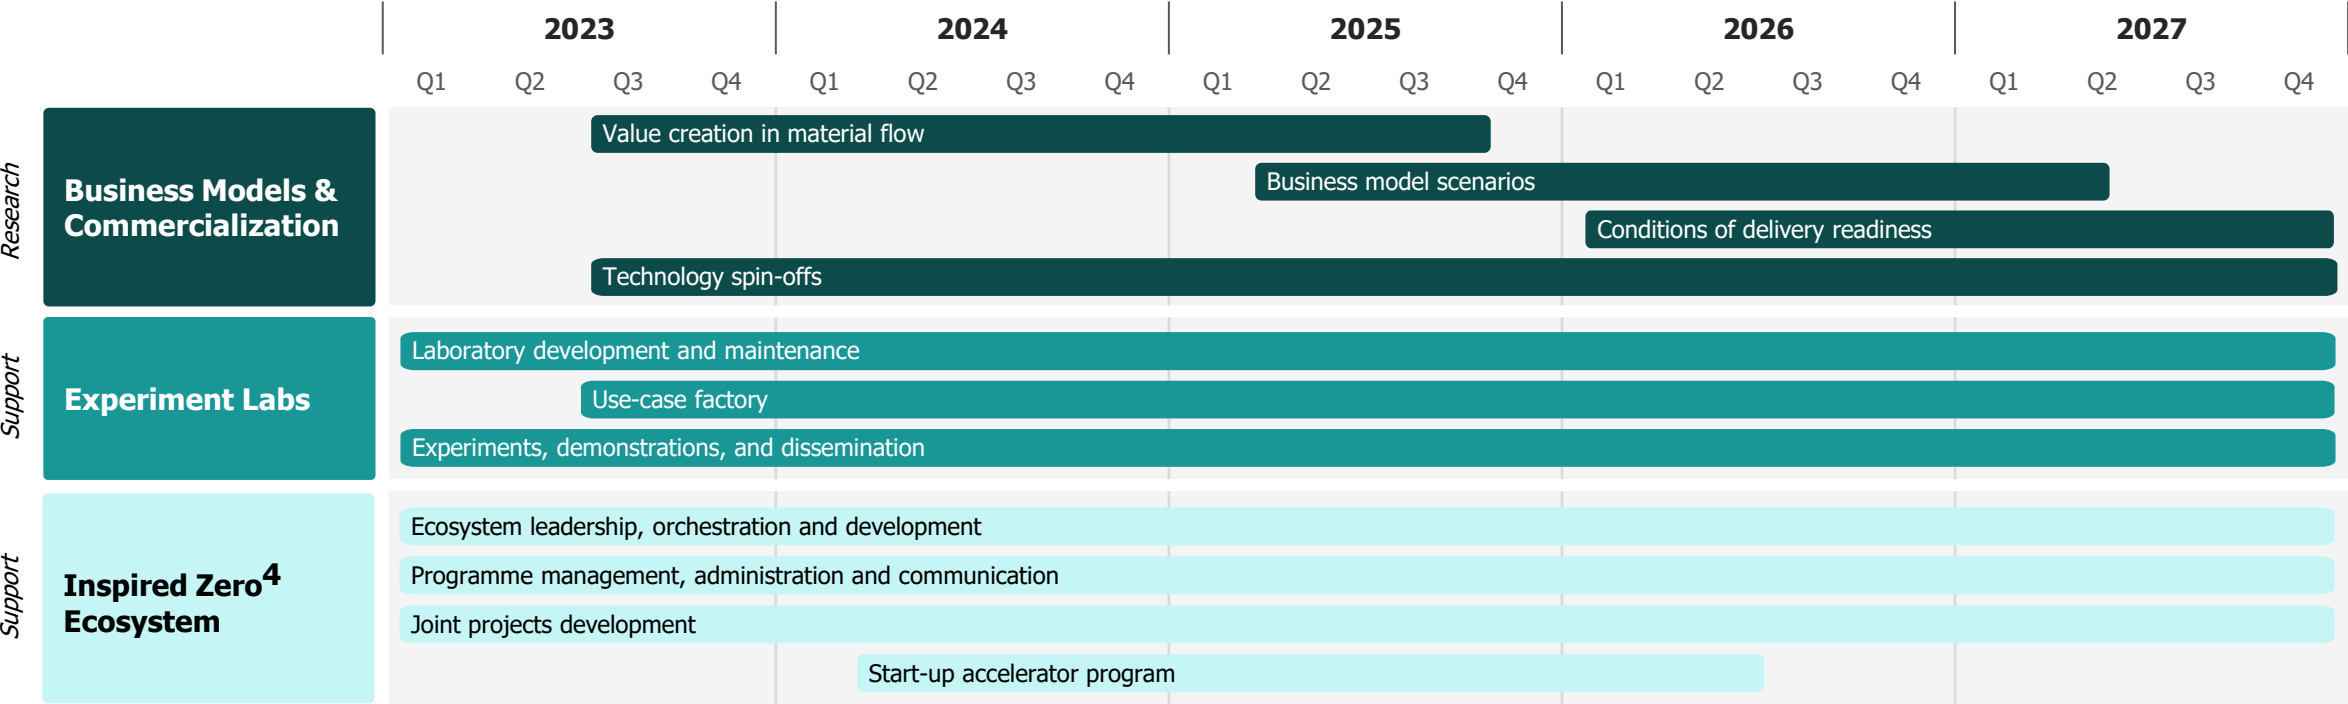 2023 2024 2025 2026 2027
Q1 Q2 Q3 Q4 Q1 Q2 Q3 Q4 Q1 Q2 Q3 Q4 Q1 Q2 Q3 Q4 Q1 Q2 Q3 Q4
Research
Business Models &
Commercialization
Value creation in material flow
Business model scenarios
Conditions of delivery readiness
Technology spin-offs
Support
Experiment Labs
Laboratory development and maintenance
Use-case factory
Experiments, demonstrations, and dissemination
Support
Inspired Zero⁴
Ecosystem
Ecosystem leadership, orchestration and development
Programme management, administration and communication
Joint projects development
Start-up accelerator program